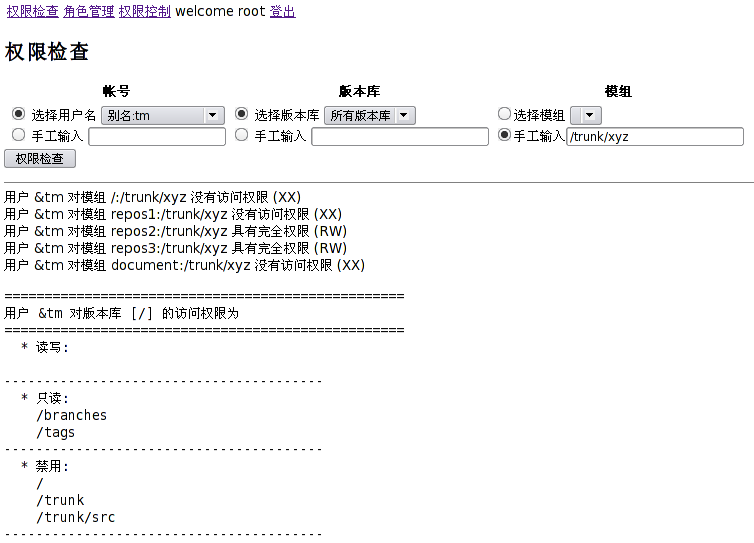 权限检查 角色管理 权限控制 welcome root 登出
权限检查
帐号 版本库 模组
选择用户名 别名:tm 选择版本库 所有版本库 选择模组
手工输入 手工输入 手工输入 /trunk/xyz
权限检查
用户 &tm 对模组 /:/trunk/xyz 没有访问权限 (XX)
用户 &tm 对模组 repos1:/trunk/xyz 没有访问权限 (XX)
用户 &tm 对模组 repos2:/trunk/xyz 具有完全权限 (RW)
用户 &tm 对模组 repos3:/trunk/xyz 具有完全权限 (RW)
用户 &tm 对模组 document:/trunk/xyz 没有访问权限 (XX)
==================================================
用户 &tm 对版本库 [/] 的访问权限为
==================================================
* 读写:
----------------------------------------
* 只读:
/branches
/tags
----------------------------------------
* 禁用:
/
/trunk
/trunk/src
----------------------------------------